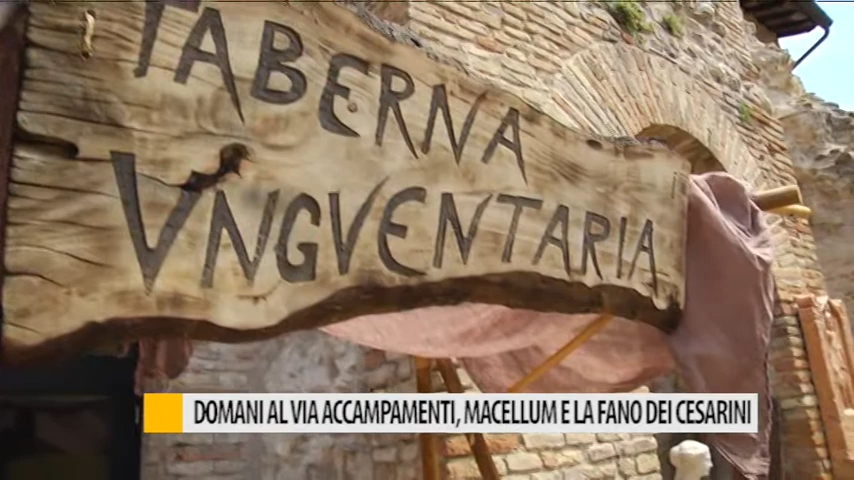 TABERNA
VNGVENTARIA
DOMANI AL VIA ACCAMPAMENTI, MACELLUM E LA FANO DEI CESARINI